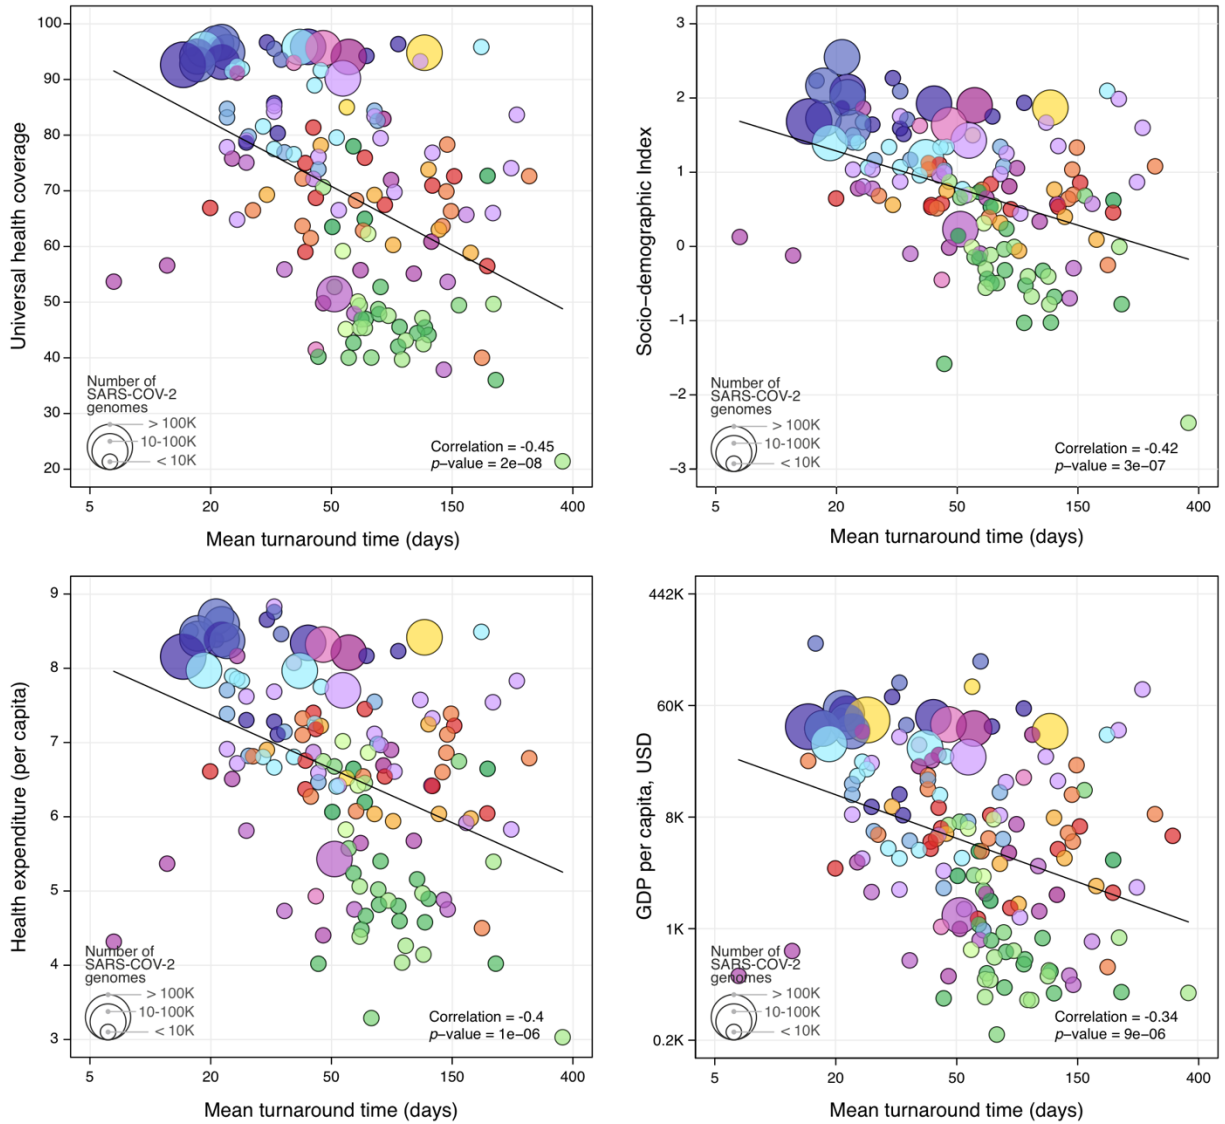 Universal health coverage
100
90
80
70
60
50
40
30
20
Number of
SARS-COV-2
genomes
> 100K
10-100K
< 10K
Correlation = -0.45
p-value = 2e-08
5
20
50
150
400
Mean turnaround time (days)
Socio-demographic Index
3
2
1
0
-1
-2
-3
Number of
SARS-COV-2
genomes
> 100K
10-100K
< 10K
Correlation = -0.42
p-value = 3e-07
5
20
50
150
400
Mean turnaround time (days)
Health expenditure (per capita)
9
8
7
6
5
4
3
Number of
SARS-COV-2
genomes
> 100K
10-100K
< 10K
Correlation = -0.4
p-value = 1e-06
5
20
50
150
400
Mean turnaround time (days)
GDP per capita, USD
442K
60K
8K
1K
0.2K
Number of
SARS-COV-2
genomes
> 100K
10-100K
< 10K
Correlation = -0.34
p-value = 9e-06
5
20
50
150
400
Mean turnaround time (days)